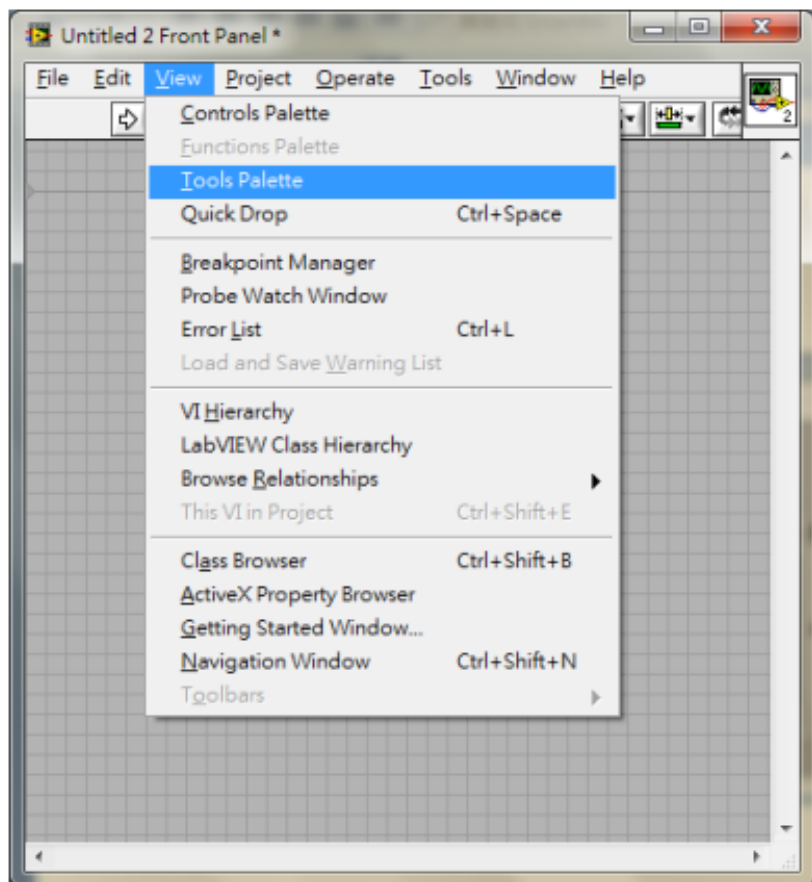 Untitled 2 Front Panel *
File Edit View Project Operate Tools Window Help
2
Controls Palette
Functions Palette
Tools Palette
Quick Drop Ctrl+Space
Breakpoint Manager
Probe Watch Window
Error List Ctrl+L
Load and Save Warning List
VI Hierarchy
LabVIEW Class Hierarchy
Browse Relationships
This VI in Project Ctrl+Shift+E
Class Browser Ctrl+Shift+B
ActiveX Property Browser
Getting Started Window...
Navigation Window Ctrl+Shift+N
Toolbars